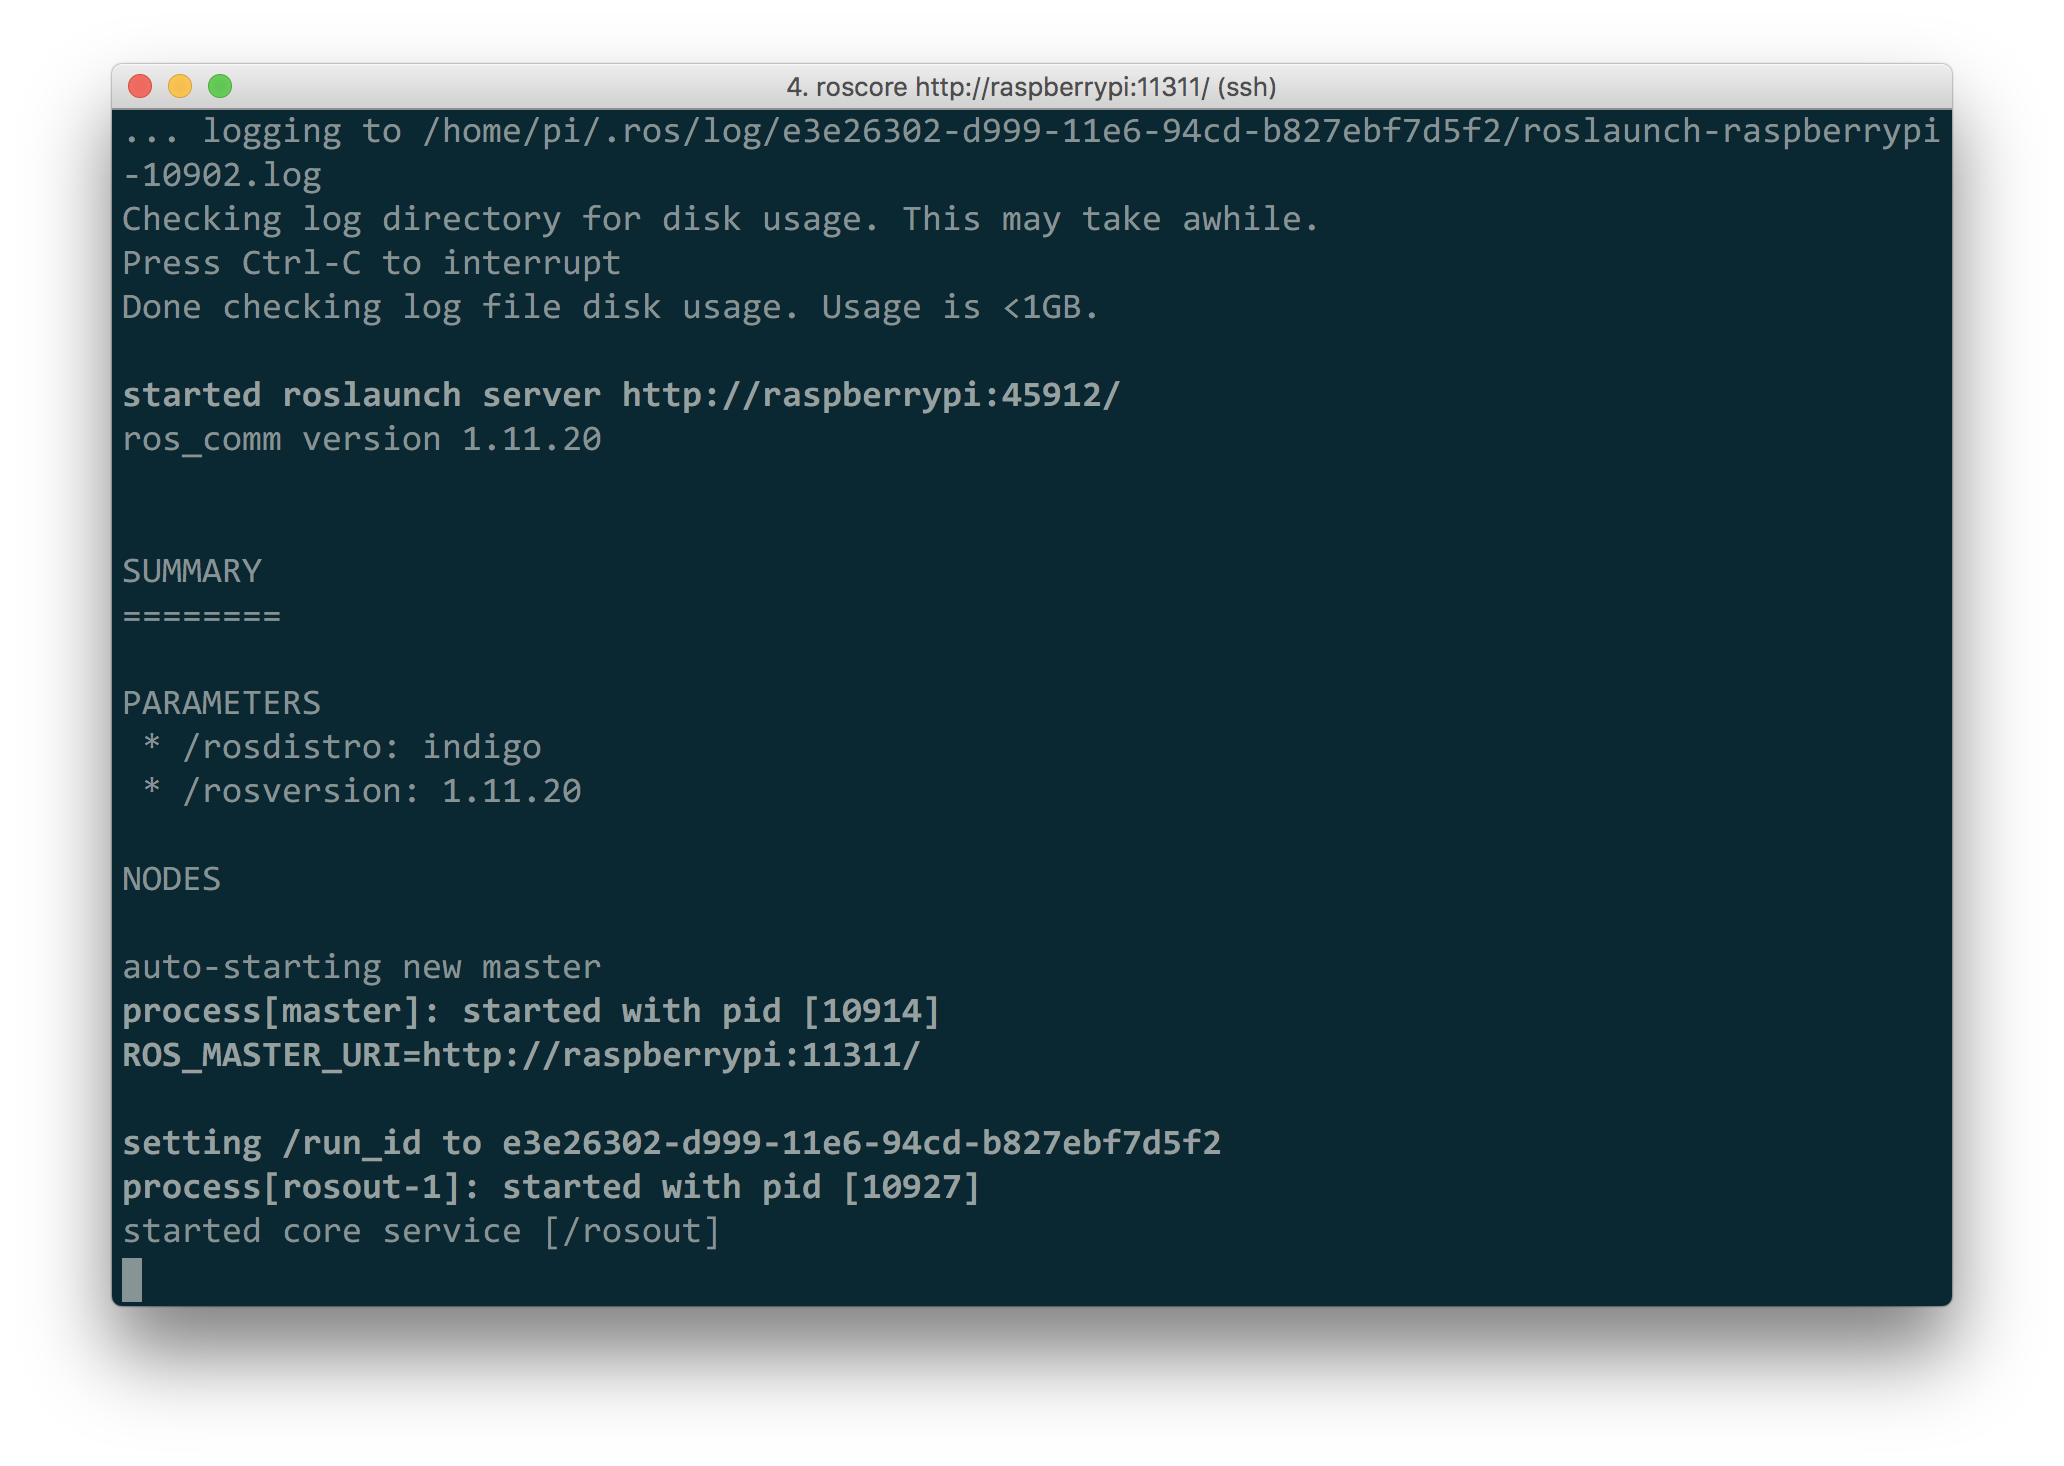 4. roscore http://raspberrypi:11311/ (ssh)
... logging to /home/pi/.ros/log/e3e26302-d999-11e6-94cd-b827ebf7d5f2/roslaunch-raspberrypi
-10902.log
Checking log directory for disk usage. This may take awhile.
Press Ctrl-C to interrupt
Done checking log file disk usage. Usage is <1GB.
started roslaunch server http://raspberrypi:45912/
ros_comm version 1.11.20
SUMMARY
========
PARAMETERS
 * /rosdistro: indigo
 * /rosversion: 1.11.20
NODES
auto-starting new master
process[master]: started with pid [10914]
ROS_MASTER_URI=http://raspberrypi:11311/
setting /run_id to e3e26302-d999-11e6-94cd-b827ebf7d5f2
process[rosout-1]: started with pid [10927]
started core service [/rosout]